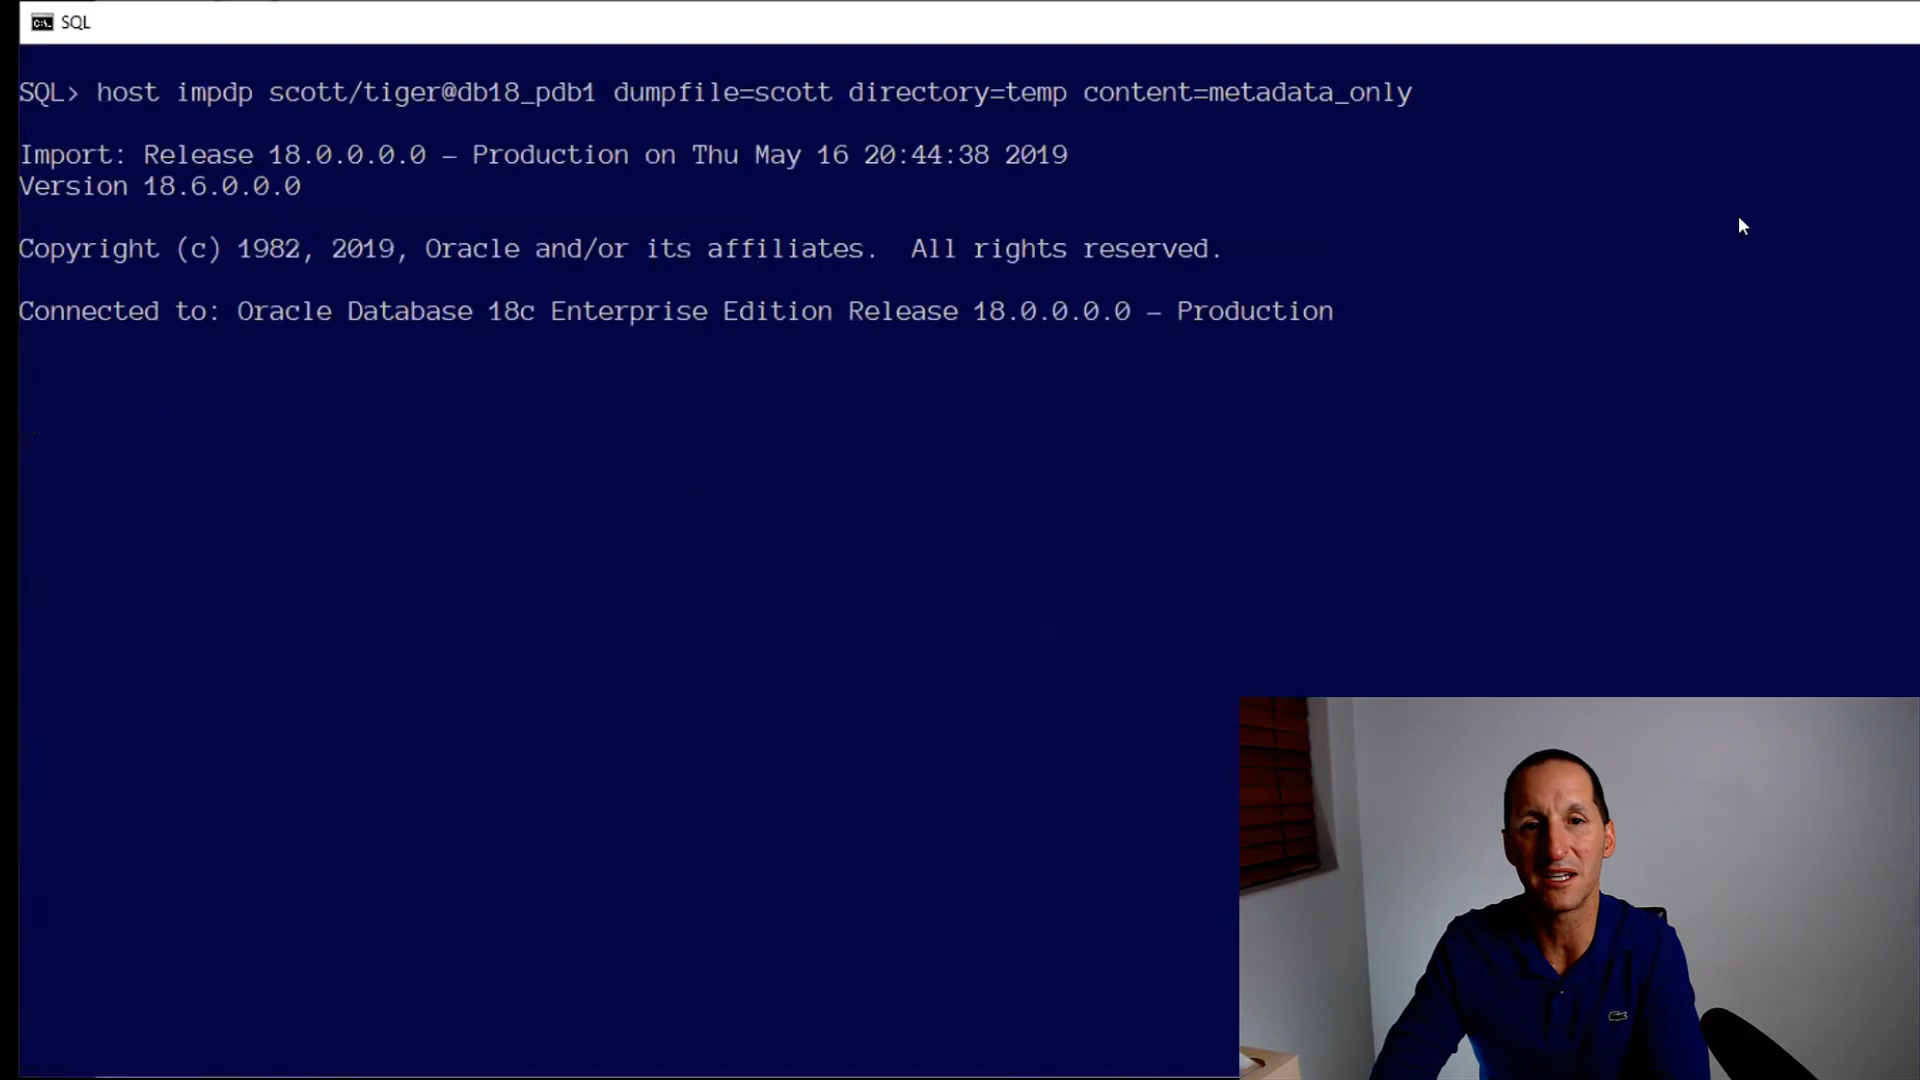 SQL
SQL> host impdp scott/tiger@db18_pdb1 dumpfile=scott directory=temp content=metadata_only
Import: Release 18.0.0.0.0 – Production on Thu May 16 20:44:38 2019
Version 18.6.0.0.0
Copyright (c) 1982, 2019, Oracle and/or its affiliates.  All rights reserved.
Connected to: Oracle Database 18c Enterprise Edition Release 18.0.0.0.0 – Production